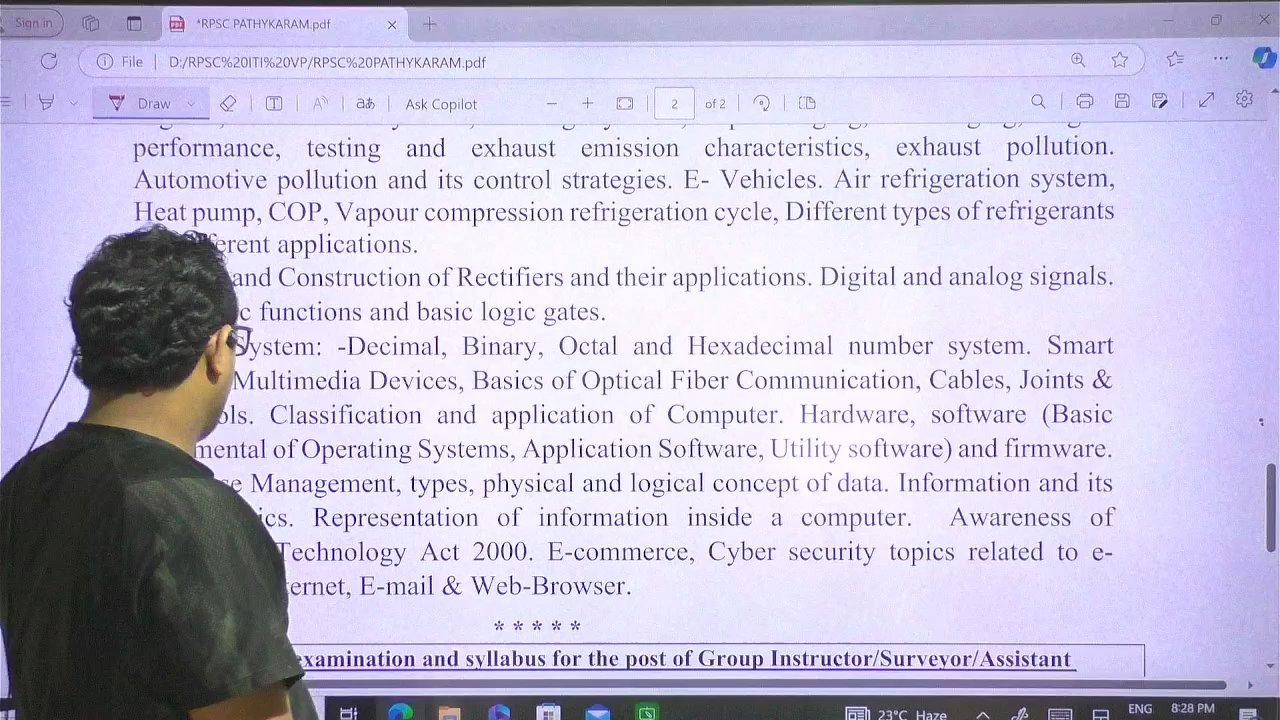 Sign in
*RPSC PATHYKARAM.pdf
File D:/RPSC%20ITI%20VP/RPSC%20PATHYKARAM.pdf
Draw Ask Copilot 2 of 2
performance, testing and exhaust emission characteristics, exhaust pollution.
Automotive pollution and its control strategies. E- Vehicles. Air refrigeration system,
Heat pump, COP, Vapour compression refrigeration cycle, Different types of refrigerants
applications.
and Construction of Rectifiers and their applications. Digital and analog signals.
functions and basic logic gates.
System: -Decimal, Binary, Octal and Hexadecimal number system. Smart
Multimedia Devices, Basics of Optical Fiber Communication, Cables, Joints &
Classification and application of Computer. Hardware, software (Basic
of Operating Systems, Application Software, Utility software) and firmware.
Management, types, physical and logical concept of data. Information and its
Representation of information inside a computer. Awareness of
Technology Act 2000. E-commerce, Cyber security topics related to e-
E-mail & Web-Browser.
* * * * *
examination and syllabus for the post of Group Instructor/Surveyor/Assistant
23°C Haze ENG 8:28 PM